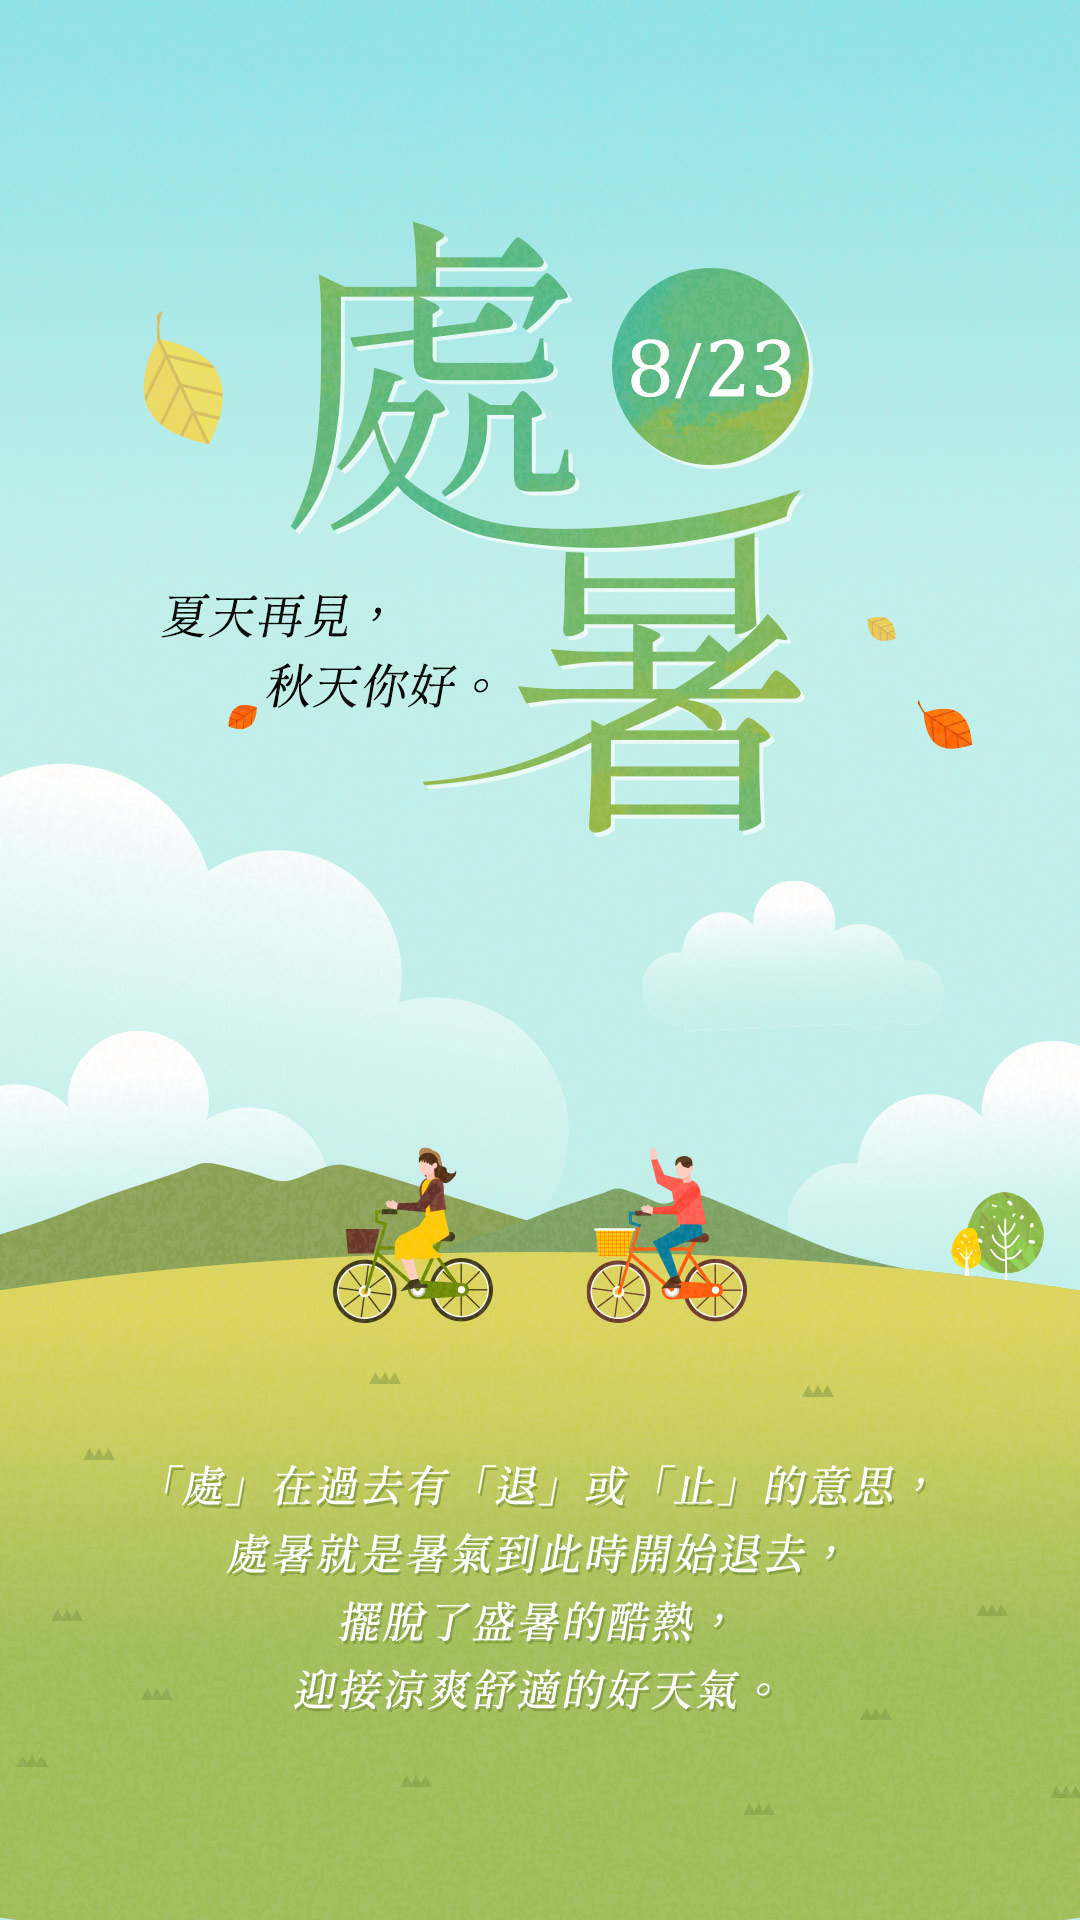 處暑
8/23
夏天再見，
秋天你好。
「處」在過去有「退」或「止」的意思，
處暑就是暑氣到此時開始退去，
擺脫了盛暑的酷熱，
迎接涼爽舒適的好天氣。